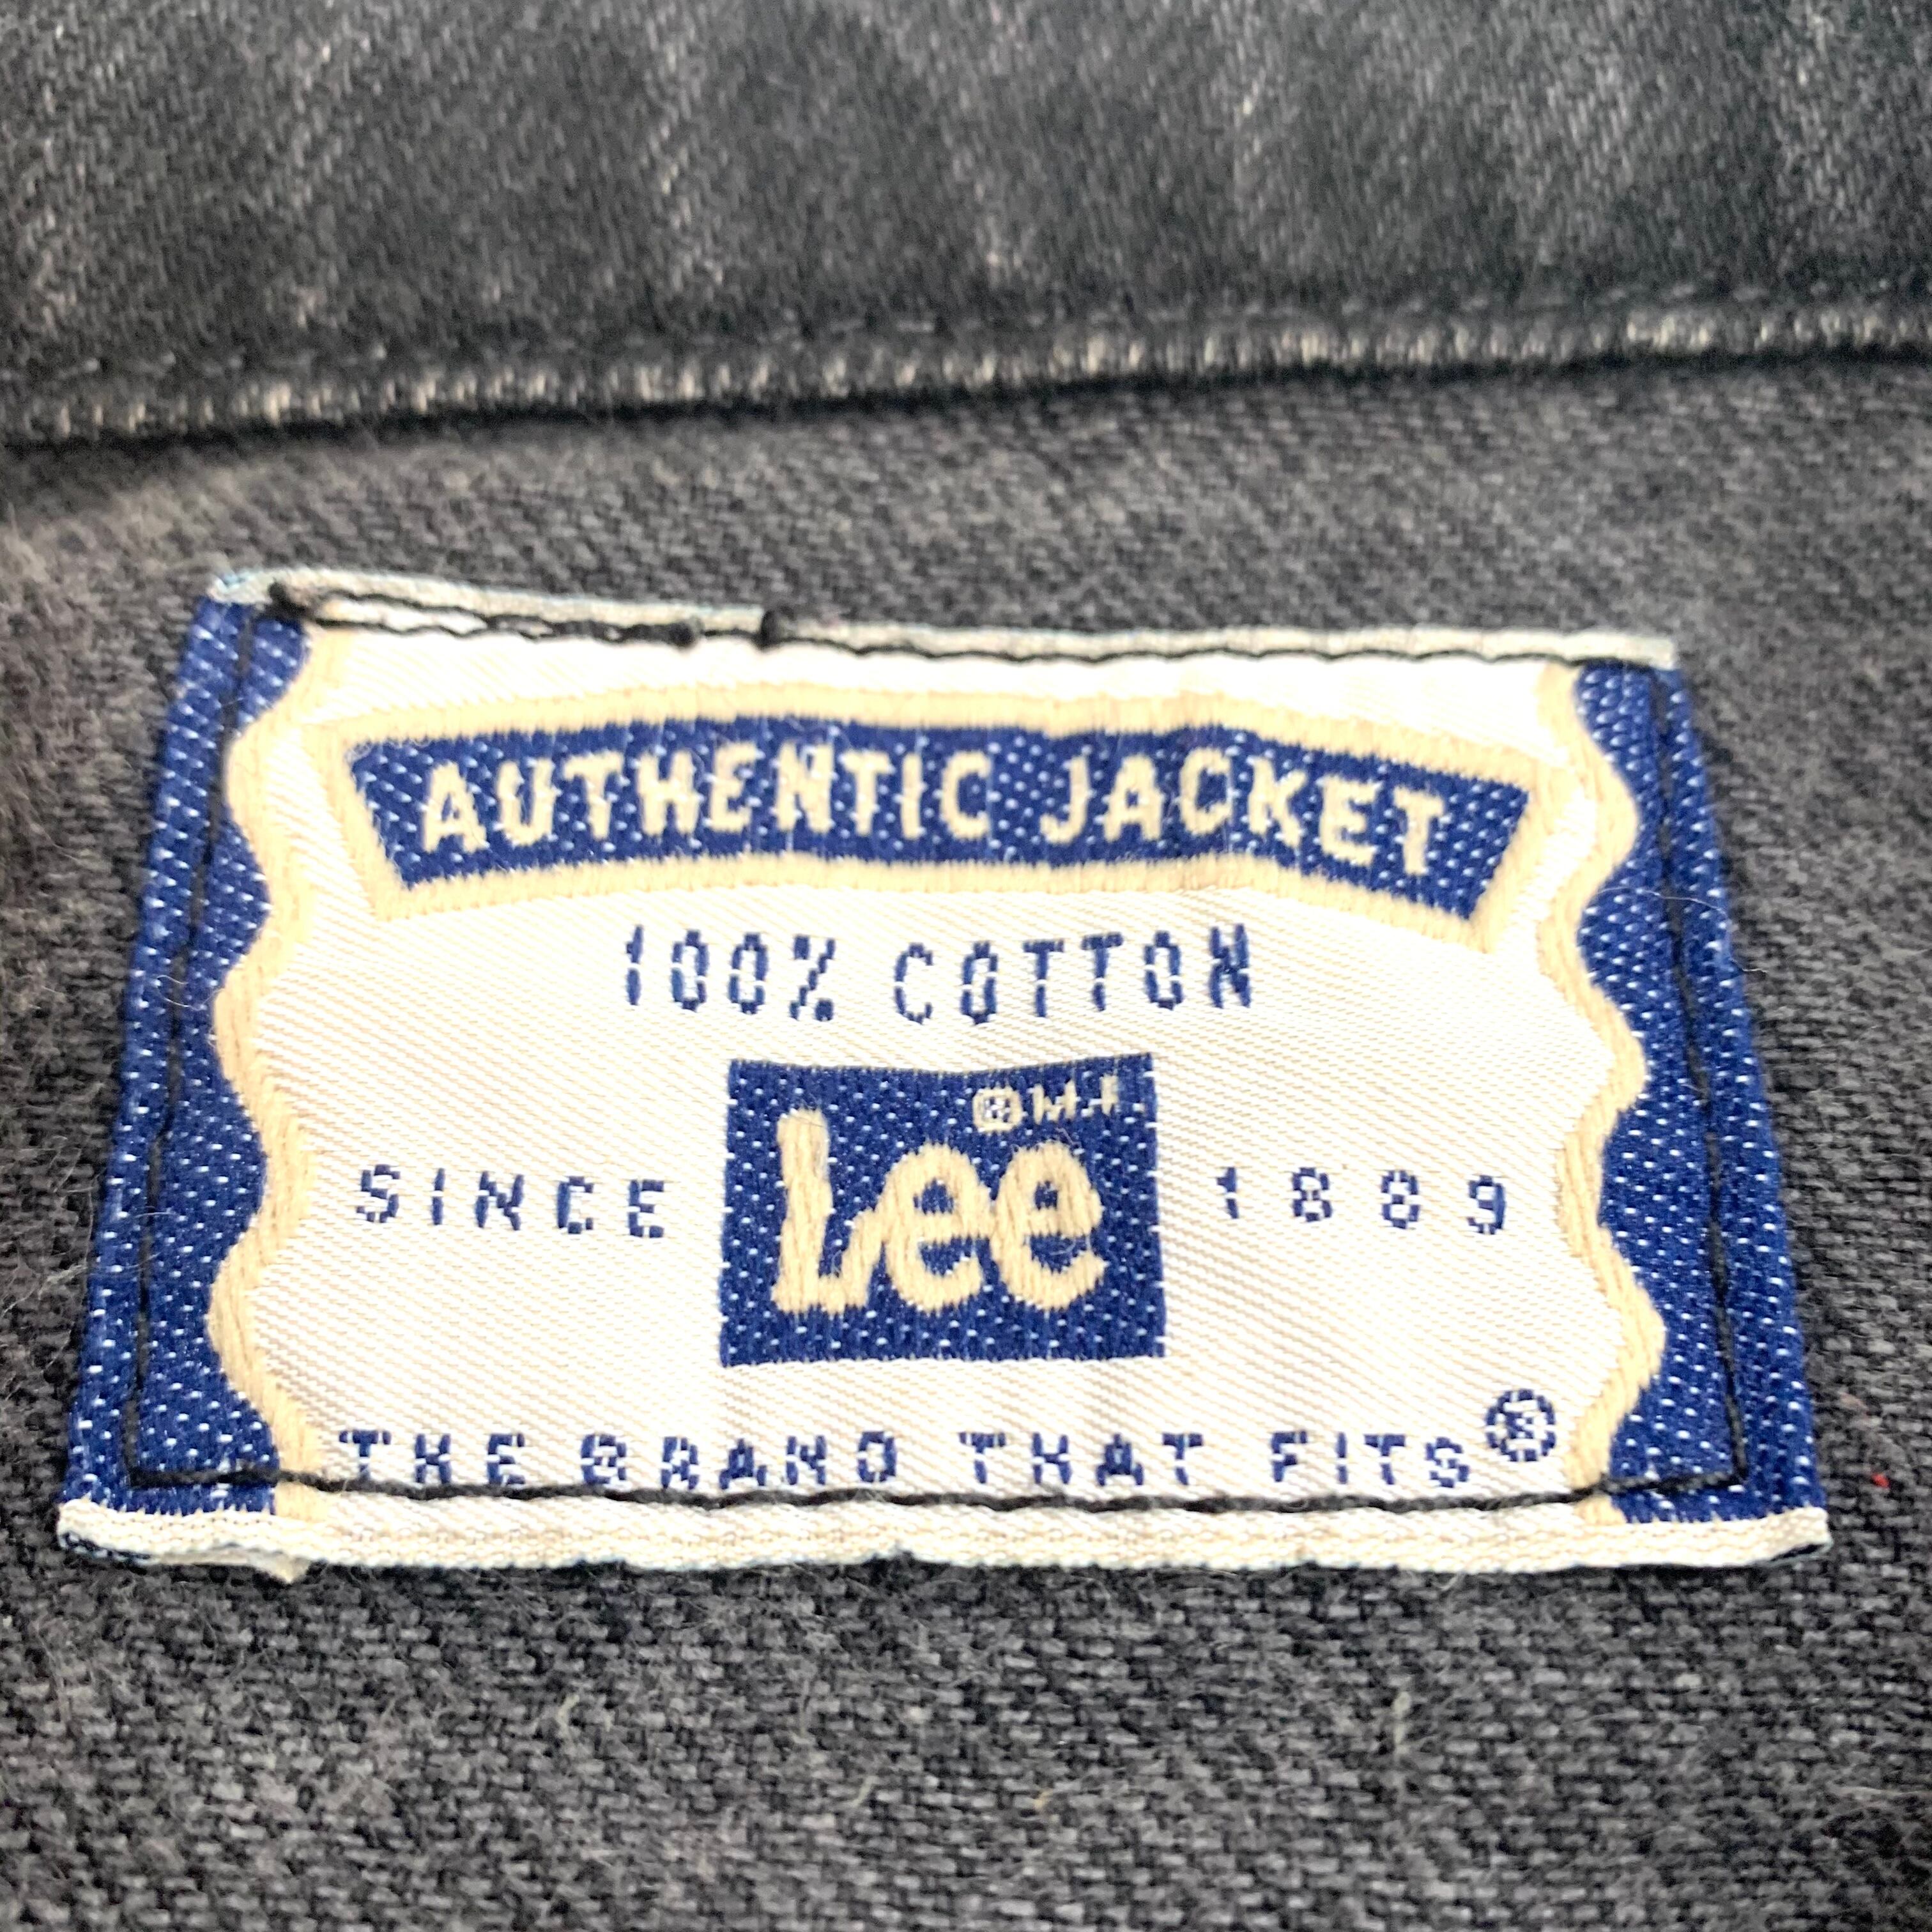 AUTHENTIC JACKET
100% COTTON
SINCE Lee 1889
THE BRAND THAT FITS®